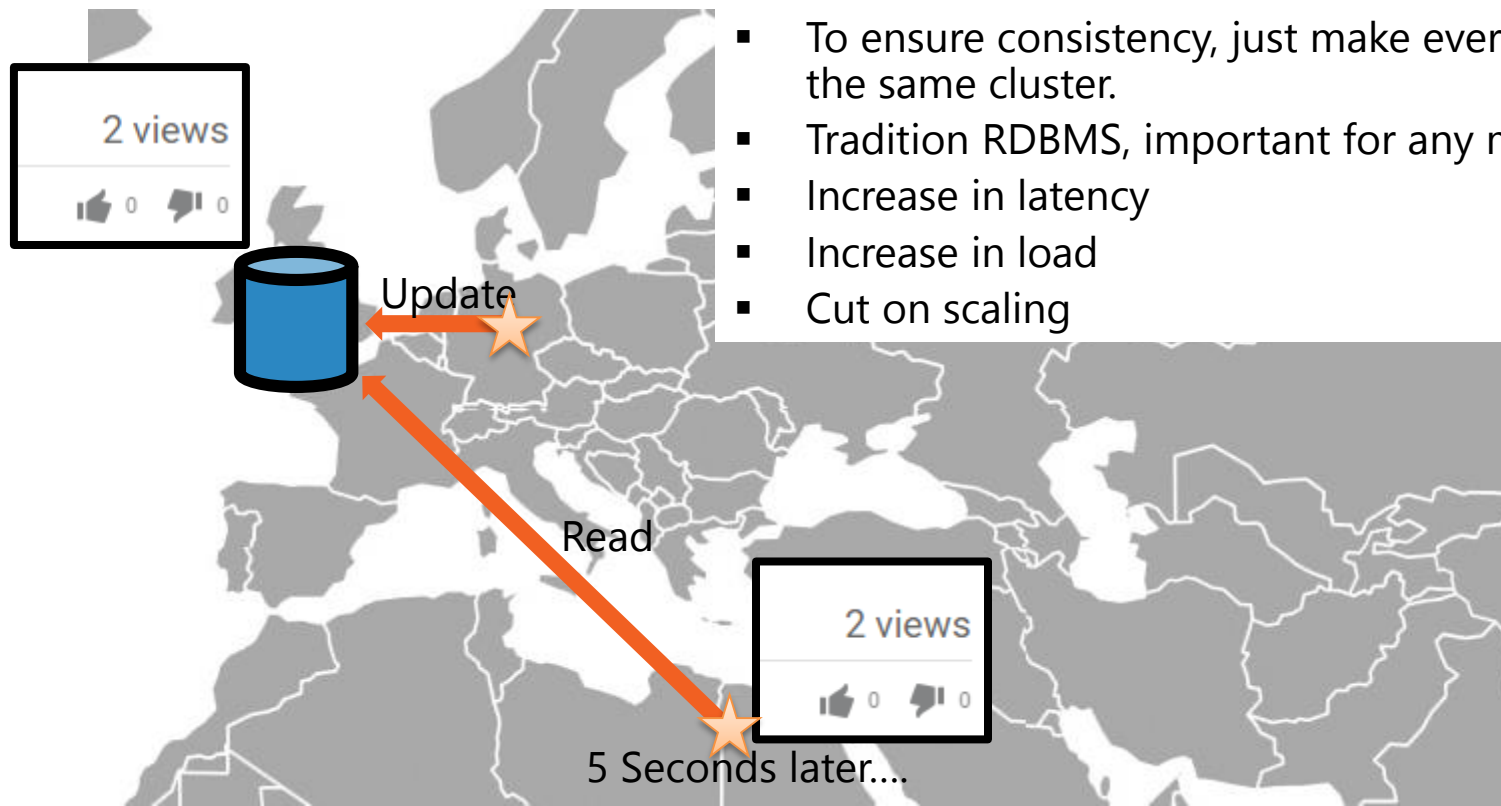 To ensure consistency, just make ever
the same cluster.
Tradition RDBMS, important for any
Increase in latency
Increase in load
Cut on scaling
2 views
0 0
Update
Read
2 views
0 0
5 Seconds later....